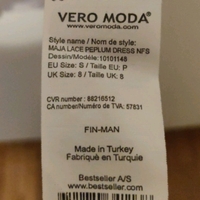 VERO MODA®
www.veromoda.com
Style name / Nom de style:
MAJA LACE PEPLUM DRESS NFS
Dessin/Modèle: 10101148
EU Size: S / Taille EU: P
UK Size: 8 / Taille UK: 8
CVR number : 88216512
CA number/Numéro de TVA: 57831
FIN-MAN
Made in Turkey
Fabriqué en Turquie
Bestseller A/S
www.bestseller.com